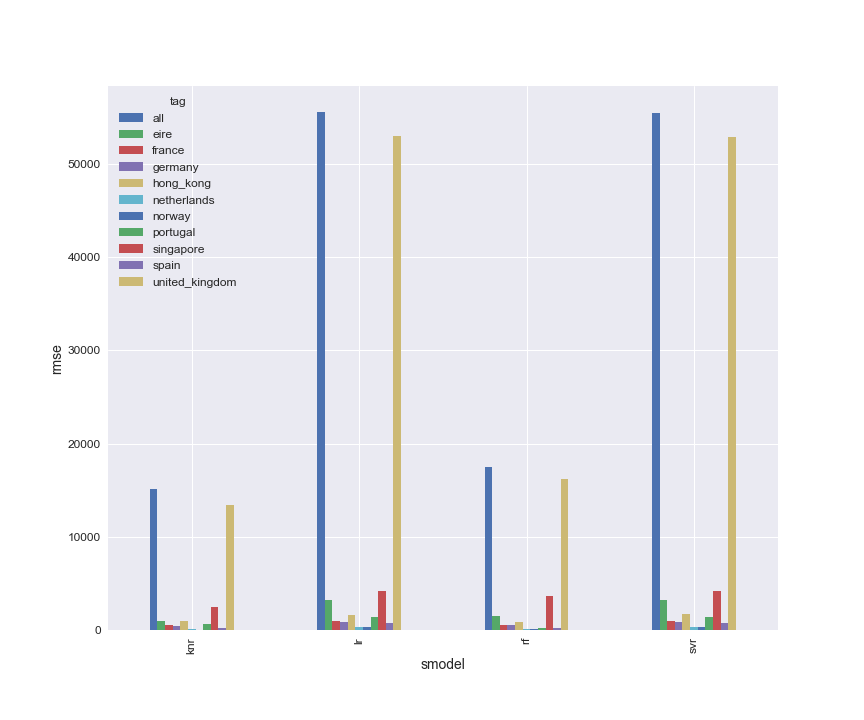 tag
all
eire
france
germany
hong_kong
netherlands
norway
portugal
singapore
spain
united_kingdom
50000
40000
30000
20000
10000
0
rmse
knr
lr
rf
svr
smodel